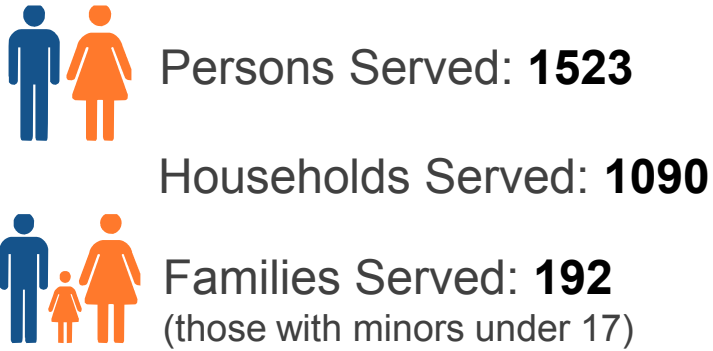 Persons Served: 1523
Households Served: 1090
Families Served: 192
(those with minors under 17)